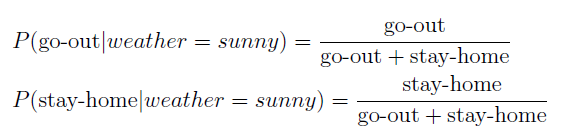 P(go-out|weather = sunny) = go-out / go-out + stay-home
P(stay-home|weather = sunny) = stay-home / go-out + stay-home